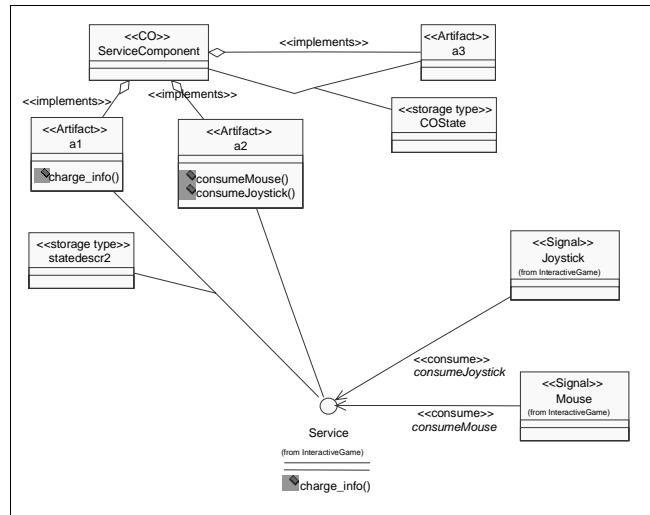 <<CO>>
ServiceComponent
<<implements>>
<<Artifact>>
a3
<<implements>>
<<implements>>
<<storage type>>
COState
<<Artifact>>
a1
charge_info()
<<Artifact>>
a2
consumeMouse()
consumeJoystick()
<<storage type>>
statedescr2
<<Signal>>
Joystick
(from InteractiveGame)
<<consume>>
consumeJoystick
<<Signal>>
Mouse
(from InteractiveGame)
<<consume>>
consumeMouse
Service
(from InteractiveGame)
charge_info()